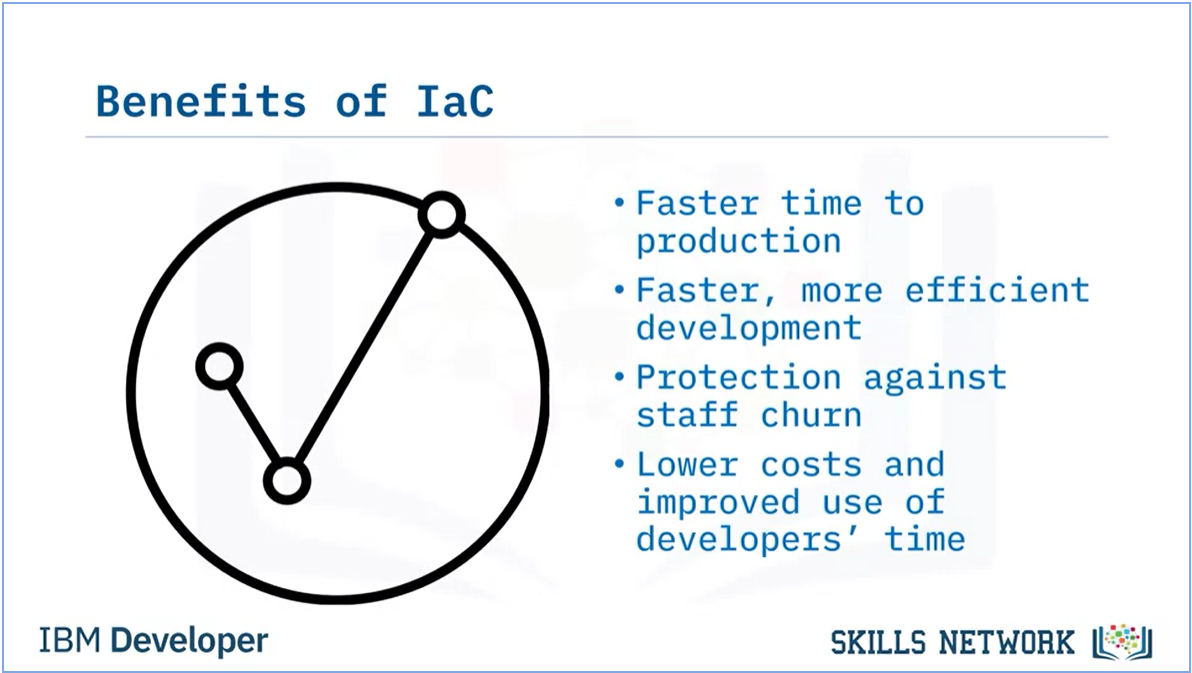 Benefits of IaC
• Faster time to
production
• Faster, more efficient
development
• Protection against
staff churn
• Lower costs and
improved use of
developers’ time
IBM Developer
SKILLS NETWORK